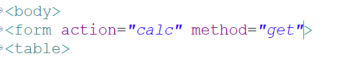 <body>
<form action="calc" method="get">
<table>